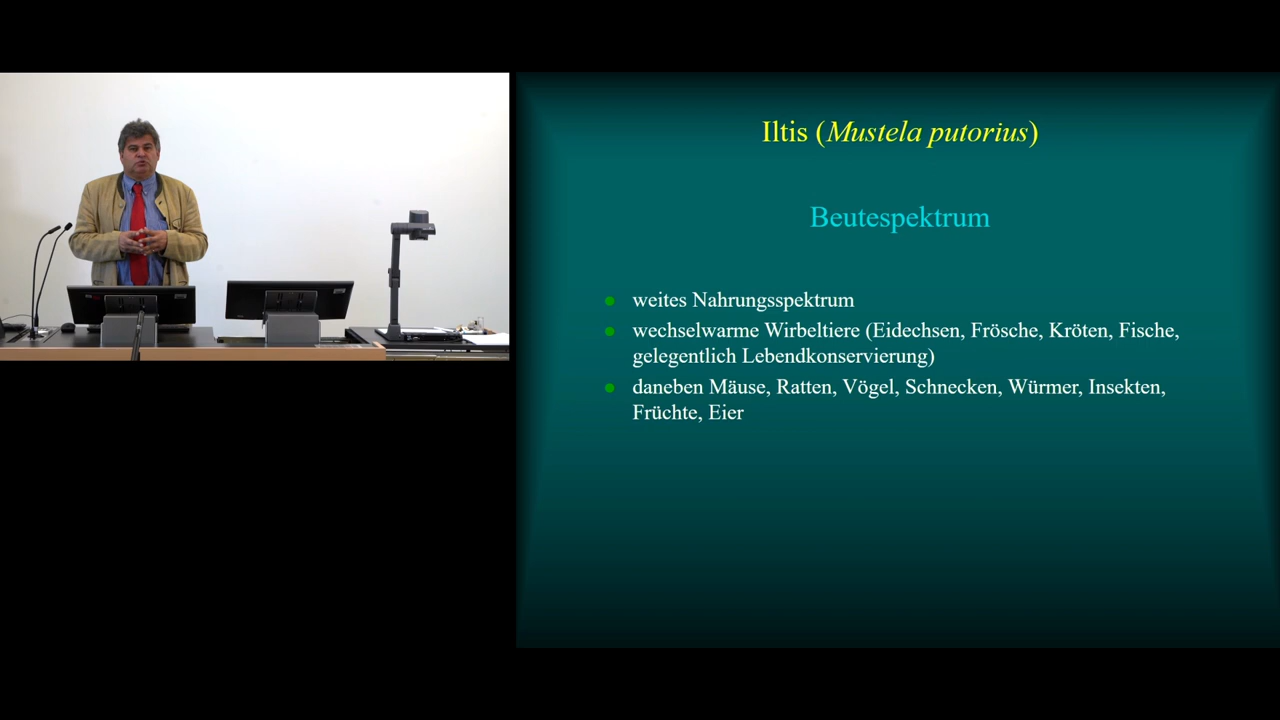 Iltis (Mustela putorius)
Beutespektrum
weites Nahrungsspektrum
wechselwarme Wirbeltiere (Eidechsen, Frösche, Kröten, Fische,
gelegentlich Lebendkonservierung)
daneben Mäuse, Ratten, Vögel, Schnecken, Würmer, Insekten,
Früchte, Eier